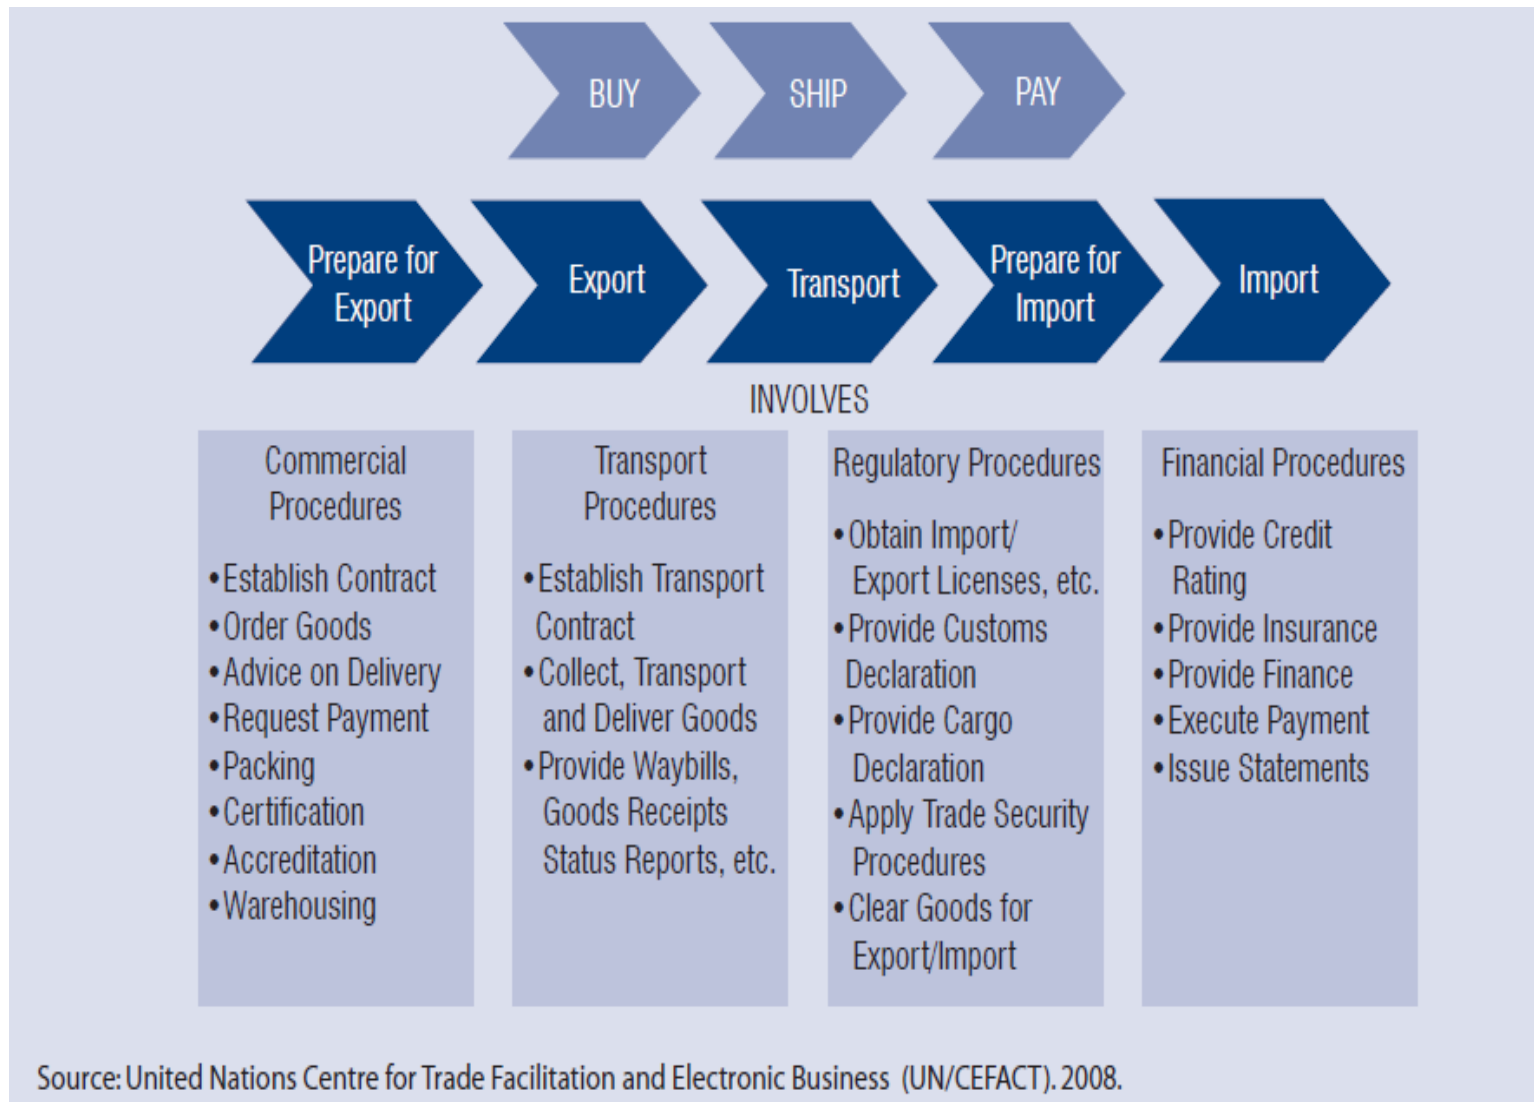 BUY
SHIP
PAY
Prepare for
Export
Export
Transport
Prepare for
Import
Import
INVOLVES
Commercial
Procedures
•Establish Contract
•Order Goods
•Advice on Delivery
•Request Payment
•Packing
•Certification
•Accreditation
•Warehousing
Transport
Procedures
•Establish Transport
Contract
•Collect, Transport
and Deliver Goods
•Provide Waybills,
Goods Receipts
Status Reports, etc.
Regulatory Procedures
•Obtain Import/
Export Licenses, etc.
•Provide Customs
Declaration
•Provide Cargo
Declaration
•Apply Trade Security
Procedures
•Clear Goods for
Export/Import
Financial Procedures
•Provide Credit
Rating
•Provide Insurance
•Provide Finance
•Execute Payment
•Issue Statements
Source: United Nations Centre for Trade Facilitation and Electronic Business (UN/CEFACT). 2008.